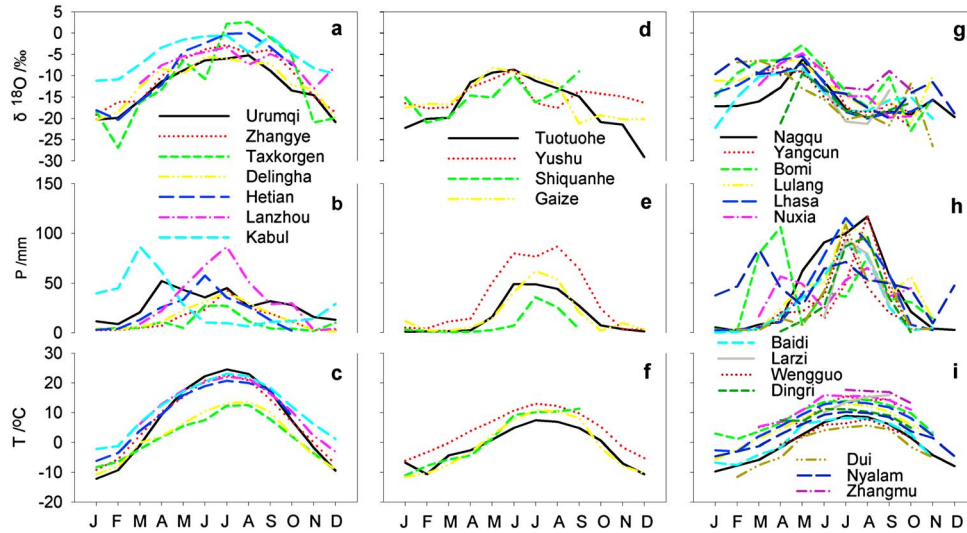 δ 18O /‰
5
0
-5
-10
-15
-20
-25
-30
a
Urumqi
Zhangye
Taxkorgen
Delingha
Hetian
Lanzhou
Kabul
d
Tuotuohe
Yushu
Shiquanhe
Gaize
g
Nagqu
Yangcun
Bomi
Lulang
Lhasa
Nuxia
P /mm
150
100
50
0
b
e
h
Baidi
Larzi
Wengguo
Dingri
T /ºC
30
20
10
0
-10
-20
c
f
i
Dui
Nyalam
Zhangmu
J F M A M J J A S O N D
J F M A M J J A S O N D
J F M A M J J A S O N D